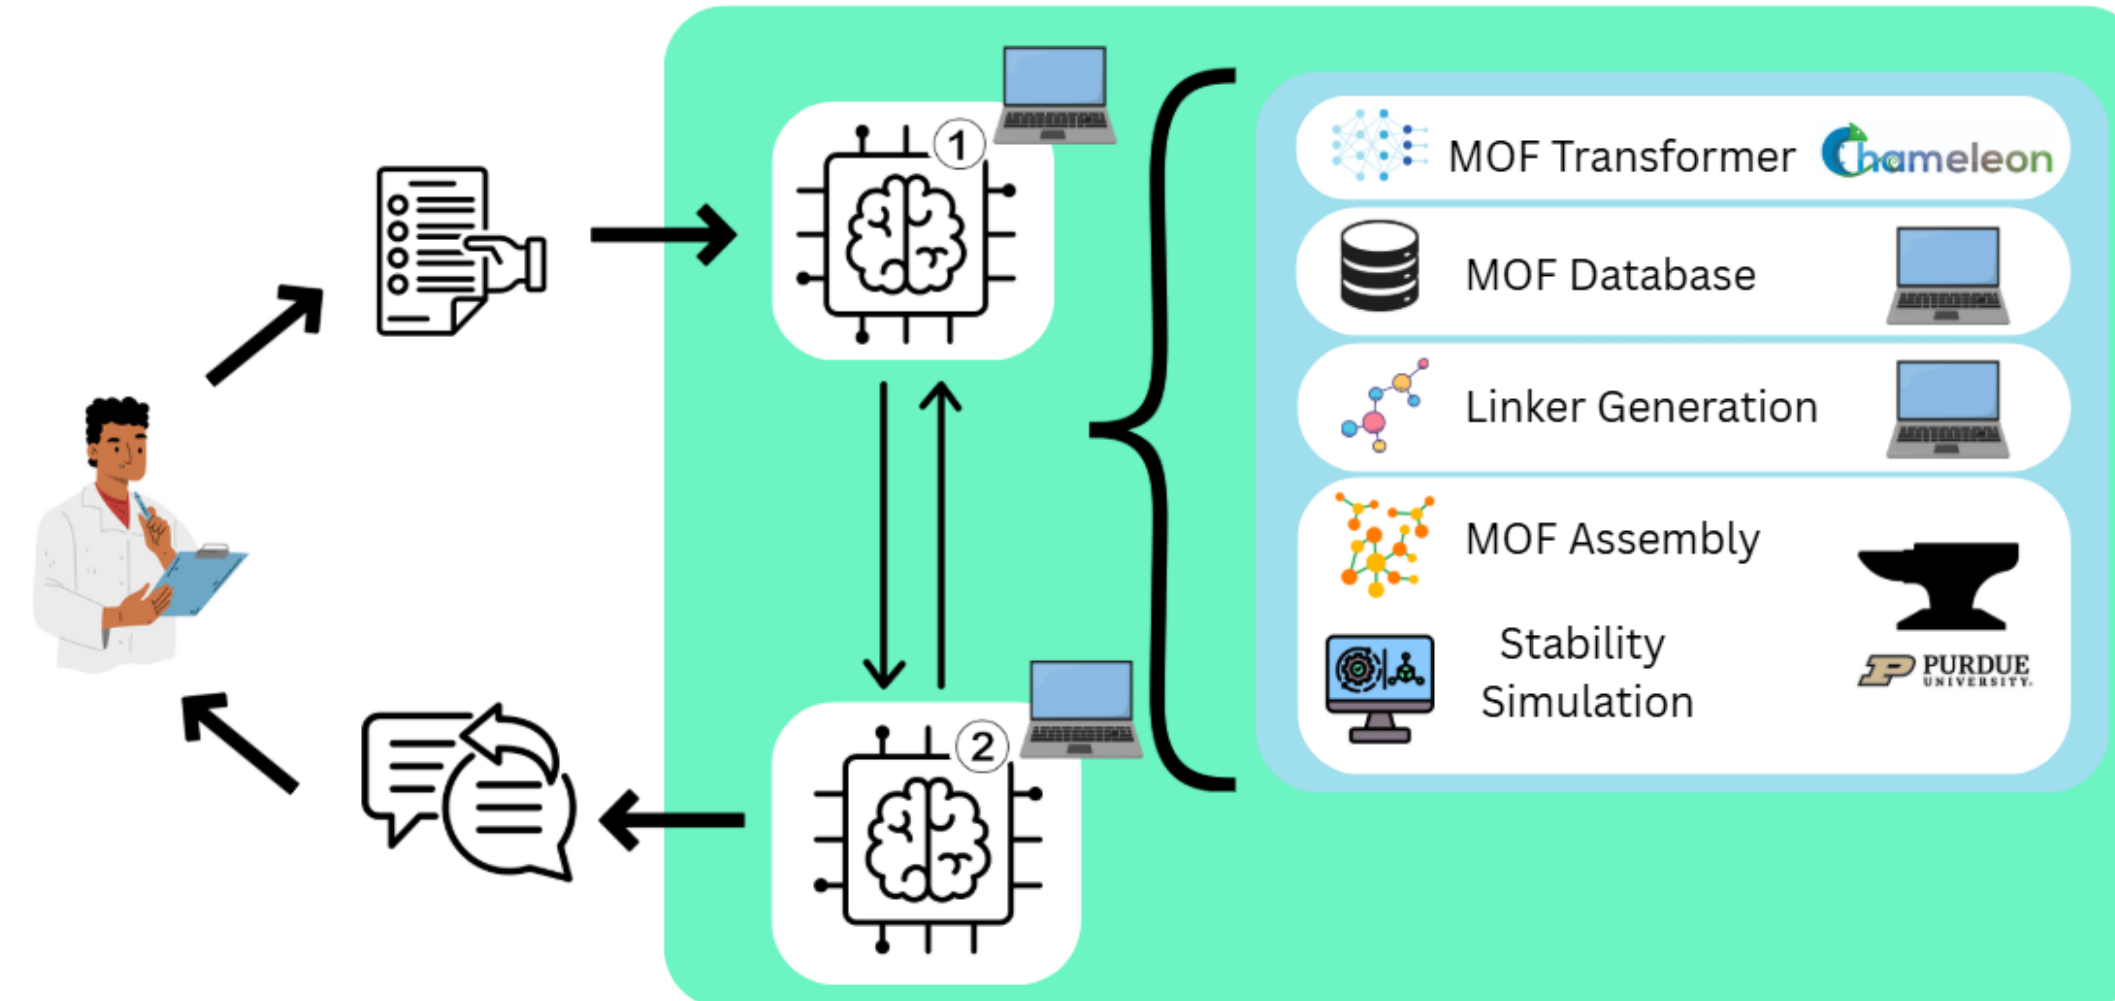 1
MOF Transformer
Chameleon
MOF Database
Linker Generation
MOF Assembly
Stability
Simulation
PURDUE
UNIVERSITY.
2